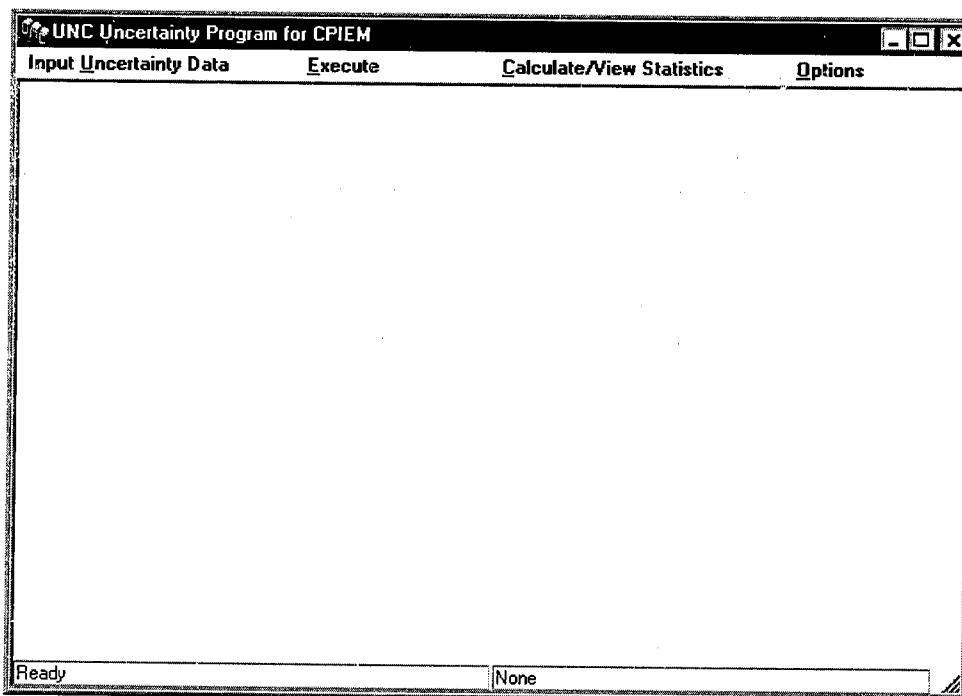 UNC Uncertainty Program for CPIEM
Input Uncertainty Data Execute Calculate/View Statistics Options
Ready None